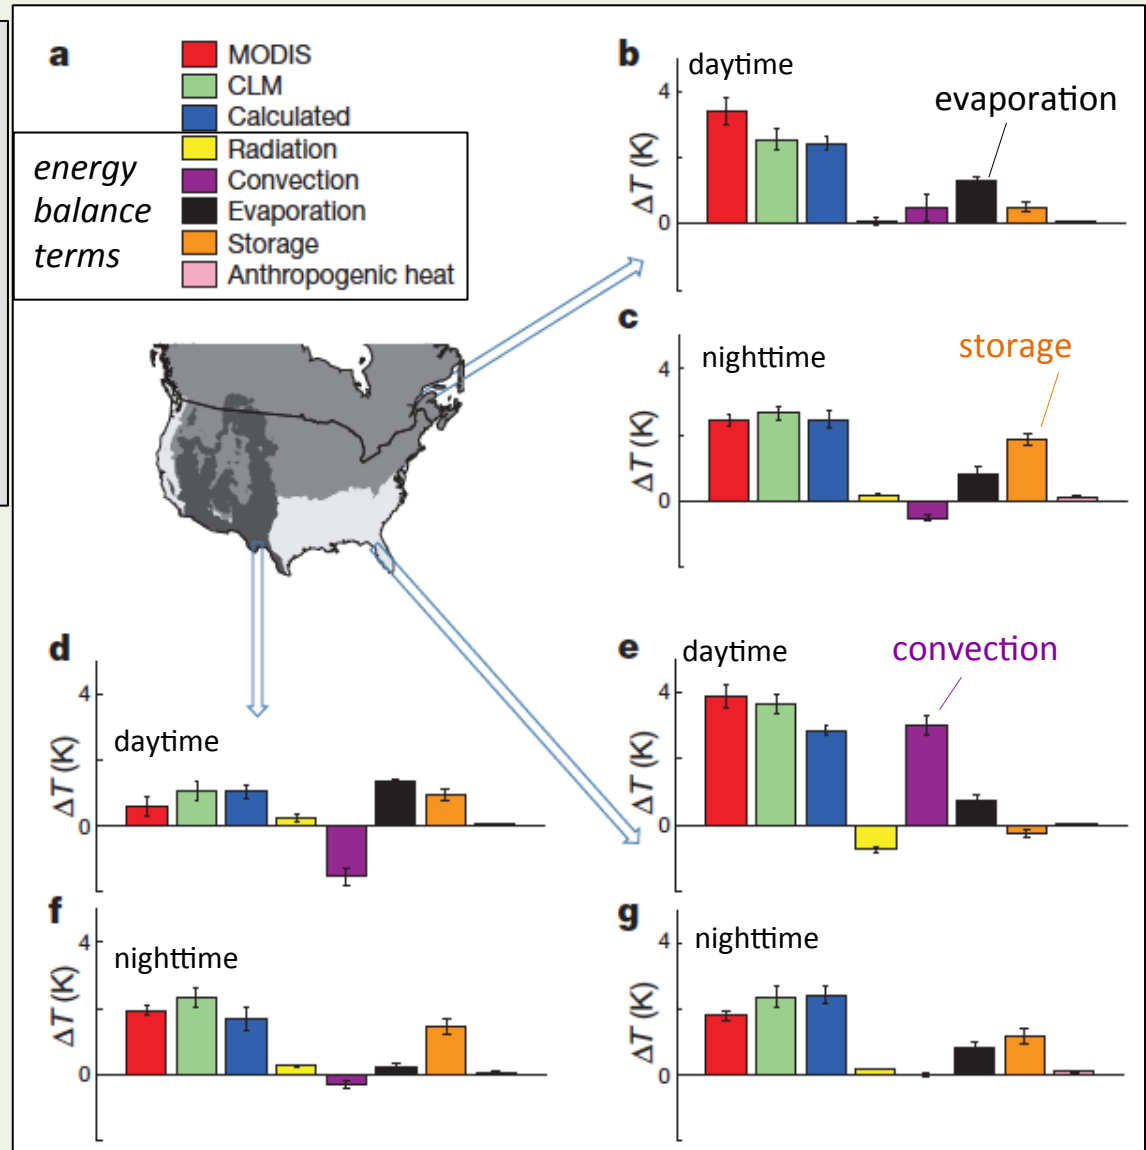 a
MODIS
CLM
Calculated
Radiation
Convection
Evaporation
Storage
Anthropogenic heat
energy
balance
terms
b
daytime
evaporation
4
0
ΔT (K)
c
nighttime
storage
4
0
ΔT (K)
d
daytime
4
0
ΔT (K)
e
daytime
convection
4
0
ΔT (K)
f
nighttime
4
0
ΔT (K)
g
nighttime
4
0
ΔT (K)